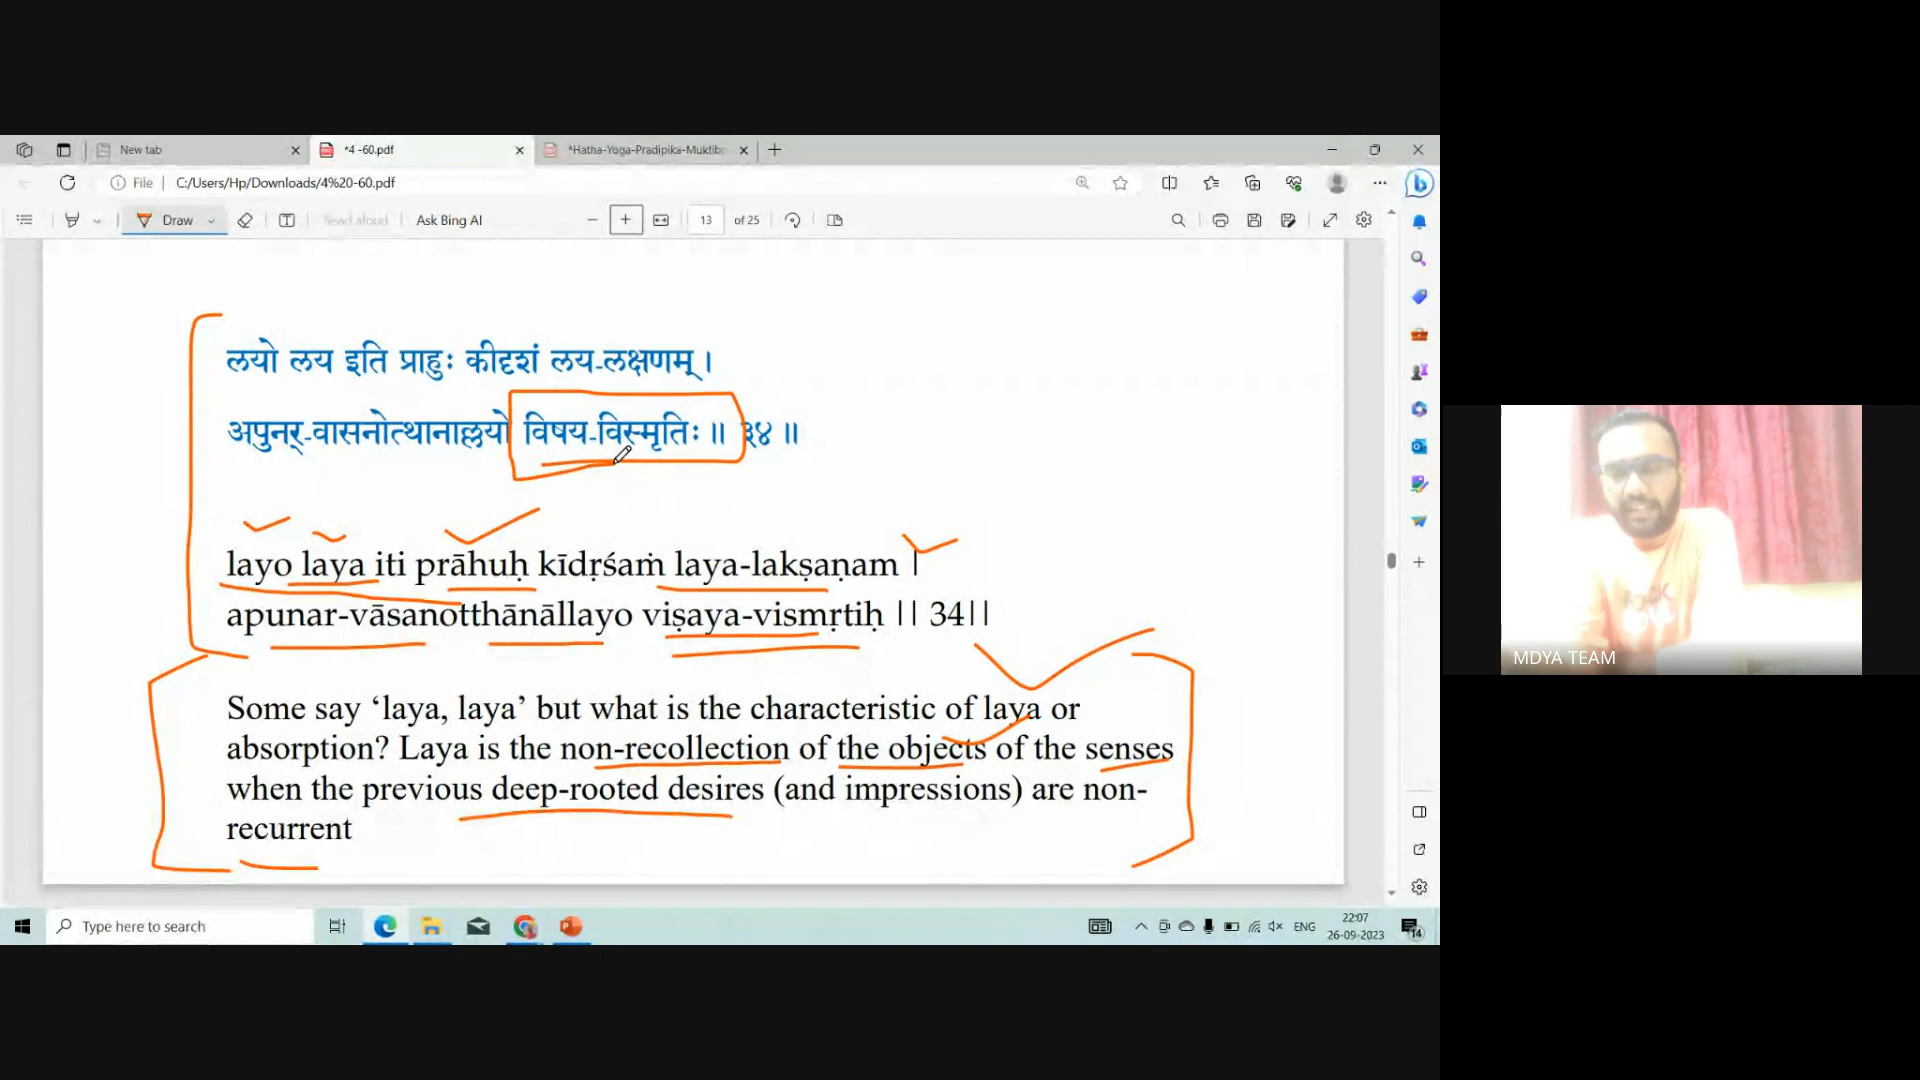 New tab
*4 -60.pdf
*Hatha-Yoga-Pradipika-Muktib
File
C:/Users/Hp/Downloads/4%20-60.pdf
Draw
Read aloud
Ask Bing AI
13
of 25
लयो लय इति प्राहुः कीदृशं लय-लक्षणम् ।
अपुनर्-वासनोत्थानाल्लयो विषय-विस्मृतिः ॥ ३४ ॥
layo laya iti prāhuḥ kīdṛśaṁ laya-lakṣaṇam |
apunar-vāsanotthānāllayo viṣaya-vismṛtiḥ || 34||
Some say ‘laya, laya’ but what is the characteristic of laya or
absorption? Laya is the non-recollection of the objects of the senses
when the previous deep-rooted desires (and impressions) are non-
recurrent
MDYA TEAM
Type here to search
ENG
22:07
26-09-2023
14